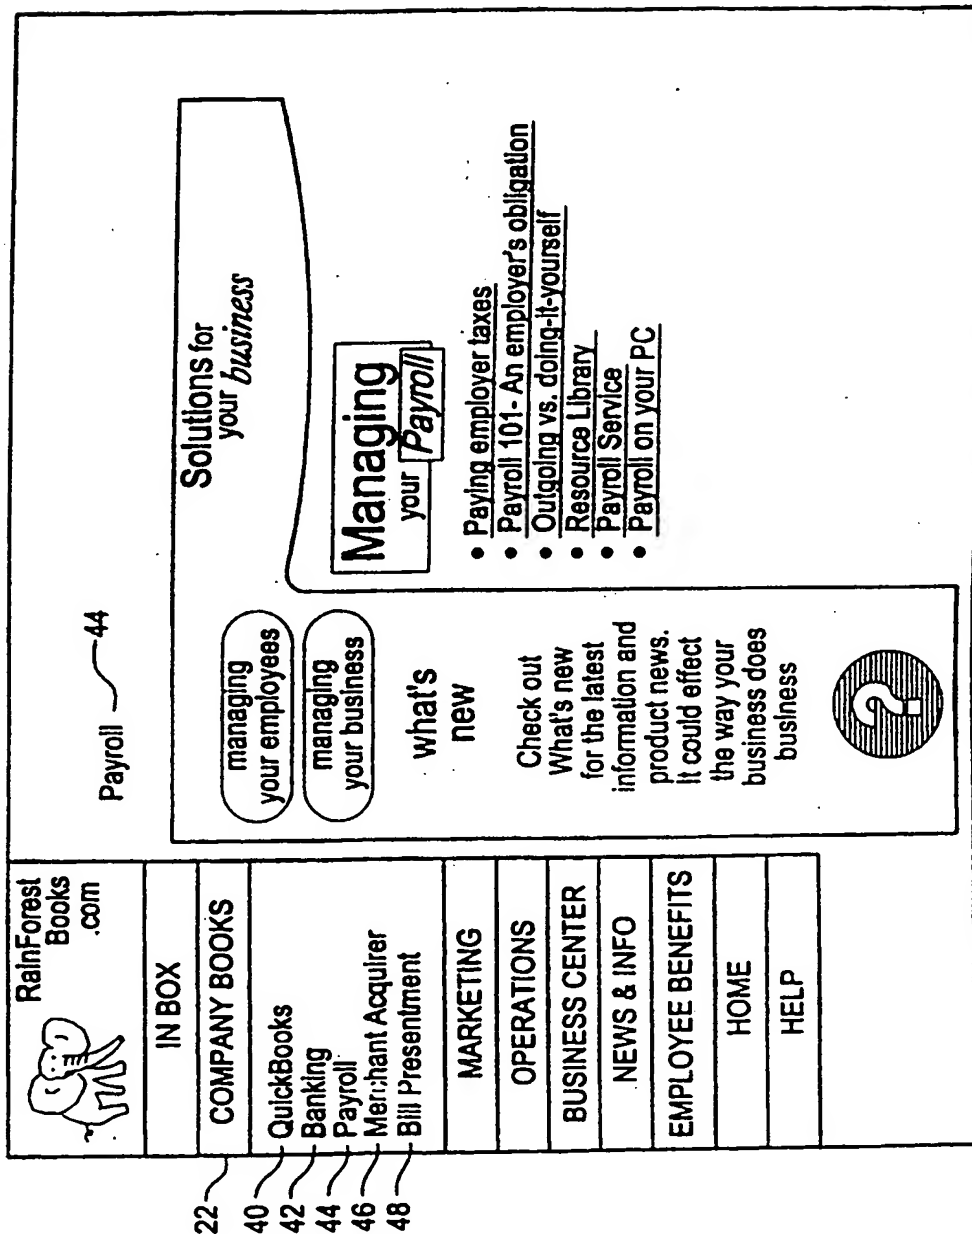 RainForest
Books
.com
IN BOX
22
COMPANY BOOKS
40
QuickBooks
42
Banking
44
Payroll
46
Merchant Acquirer
48
Bill Presentment
MARKETING
OPERATIONS
BUSINESS CENTER
NEWS & INFO
EMPLOYEE BENEFITS
HOME
HELP
Payroll 44
Solutions for
your business
managing
your employees
managing
your business
what's
new
Check out
What's new
for the latest
information and
product news.
It could effect
the way your
business does
business
?
Managing
your Payroll
• Paying employer taxes
• Payroll 101- An employer's obligation
• Outgoing vs. doing-it-yourself
• Resource Library
• Payroll Service
• Payroll on your PC